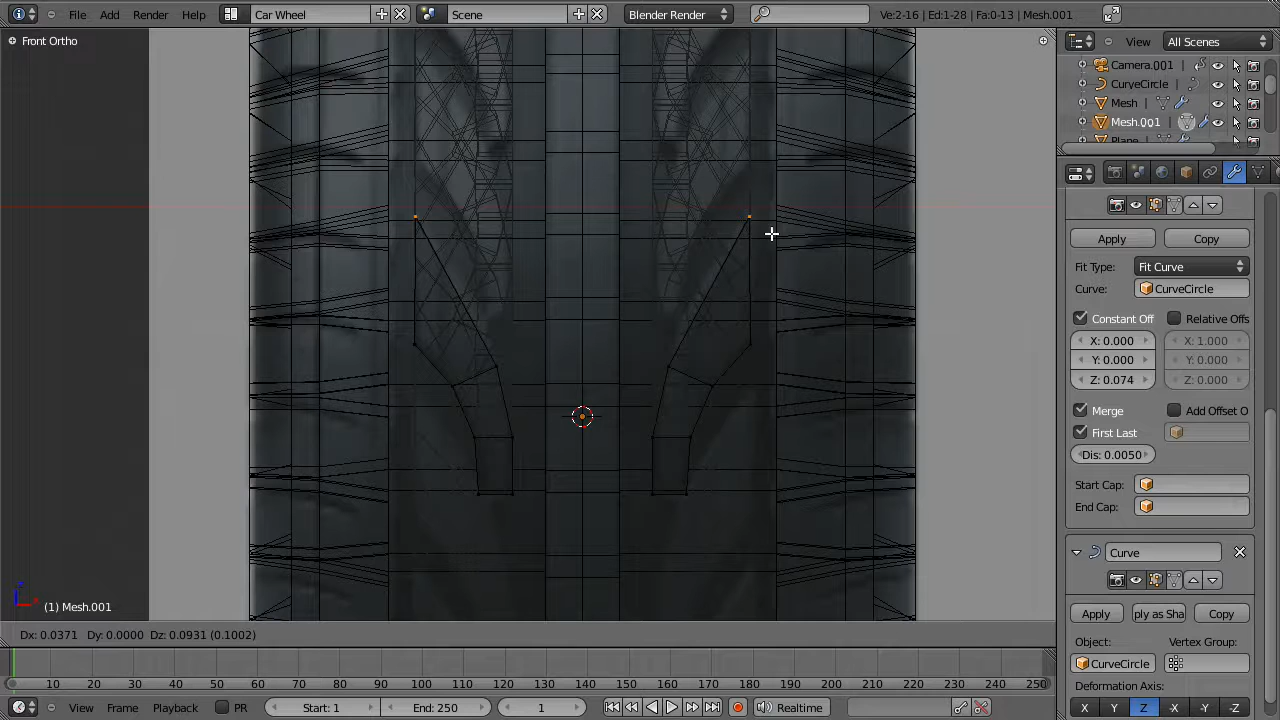 File Add Render Help Car Wheel Scene Blender Render Ve:2-16 | Ed:1-28 | Fa:0-13 | Mesh.001
Front Ortho
View All Scenes
Camera.001
CurveCircle
Mesh
Mesh.001
Plane
Apply Copy
Fit Type: Fit Curve
Curve: CurveCircle
Constant Off Relative Offs
X: 0.000 X: 1.000
Y: 0.000 Y: 0.000
Z: 0.074 Z: 0.000
Merge Add Offset O
First Last
Dis: 0.0050
Start Cap:
End Cap:
Curve
Apply ply as Sha Copy
Object: Vertex Group:
CurveCircle
Deformation Axis:
X Y Z -X -Y -Z
(1) Mesh.001
Dx: 0.0371 Dy: 0.0000 Dz: 0.0931 (0.1002)
10 20 30 40 50 60 70 80 90 100 110 120 130 140 150 160 170 180 190 200 210 220 230 240 250
View Frame Playback PR Start: 1 End: 250 1 Realtime